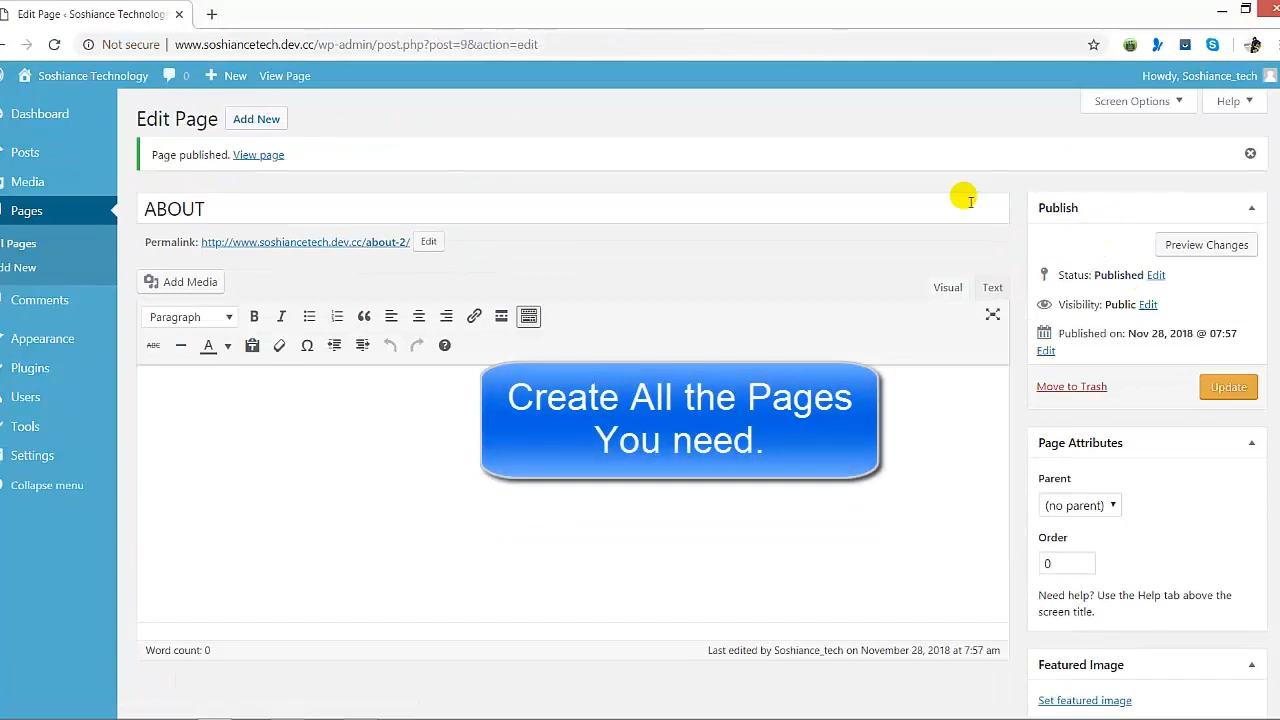 Edit Page ‹ Soshiance Technology
Not secure
www.soshiancetech.dev.cc/wp-admin/post.php?post=9&action=edit
Soshiance Technology
0
New
View Page
Howdy, Soshiance_tech
Screen Options
Help
Dashboard
Posts
Media
Pages
l Pages
dd New
Comments
Appearance
Plugins
Users
Tools
Settings
Collapse menu
Edit Page
Add New
Page published. View page
ABOUT
Permalink: http://www.soshiancetech.dev.cc/about-2/ Edit
Add Media
Visual
Text
Paragraph
B I
ABC
A
Create All the Pages
You need.
Word count: 0
Last edited by Soshiance_tech on November 28, 2018 at 7:57 am
Publish
Preview Changes
Status: Published Edit
Visibility: Public Edit
Published on: Nov 28, 2018 @ 07:57
Edit
Move to Trash
Update
Page Attributes
Parent
(no parent)
Order
0
Need help? Use the Help tab above the
screen title.
Featured Image
Set featured image